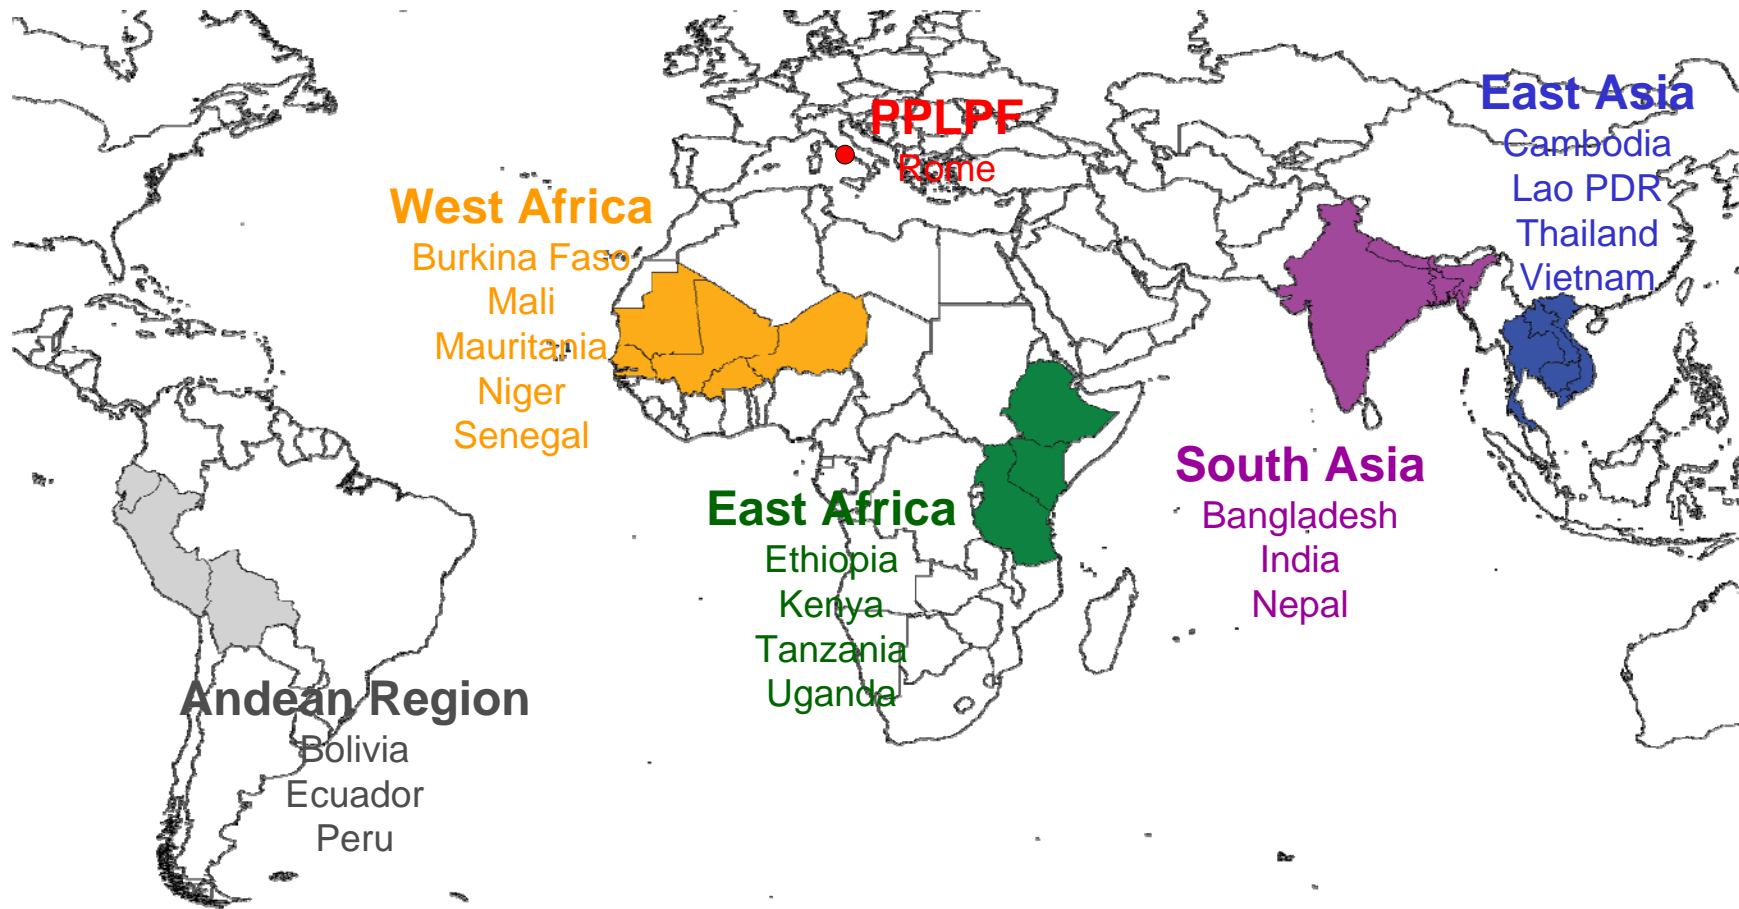 PPLPF
Rome
East Asia
Cambodia
Lao PDR
Thailand
Vietnam
West Africa
Burkina Faso
Mali
Mauritania
Niger
Senegal
South Asia
Bangladesh
India
Nepal
East Africa
Ethiopia
Kenya
Tanzania
Uganda
Andean Region
Bolivia
Ecuador
Peru